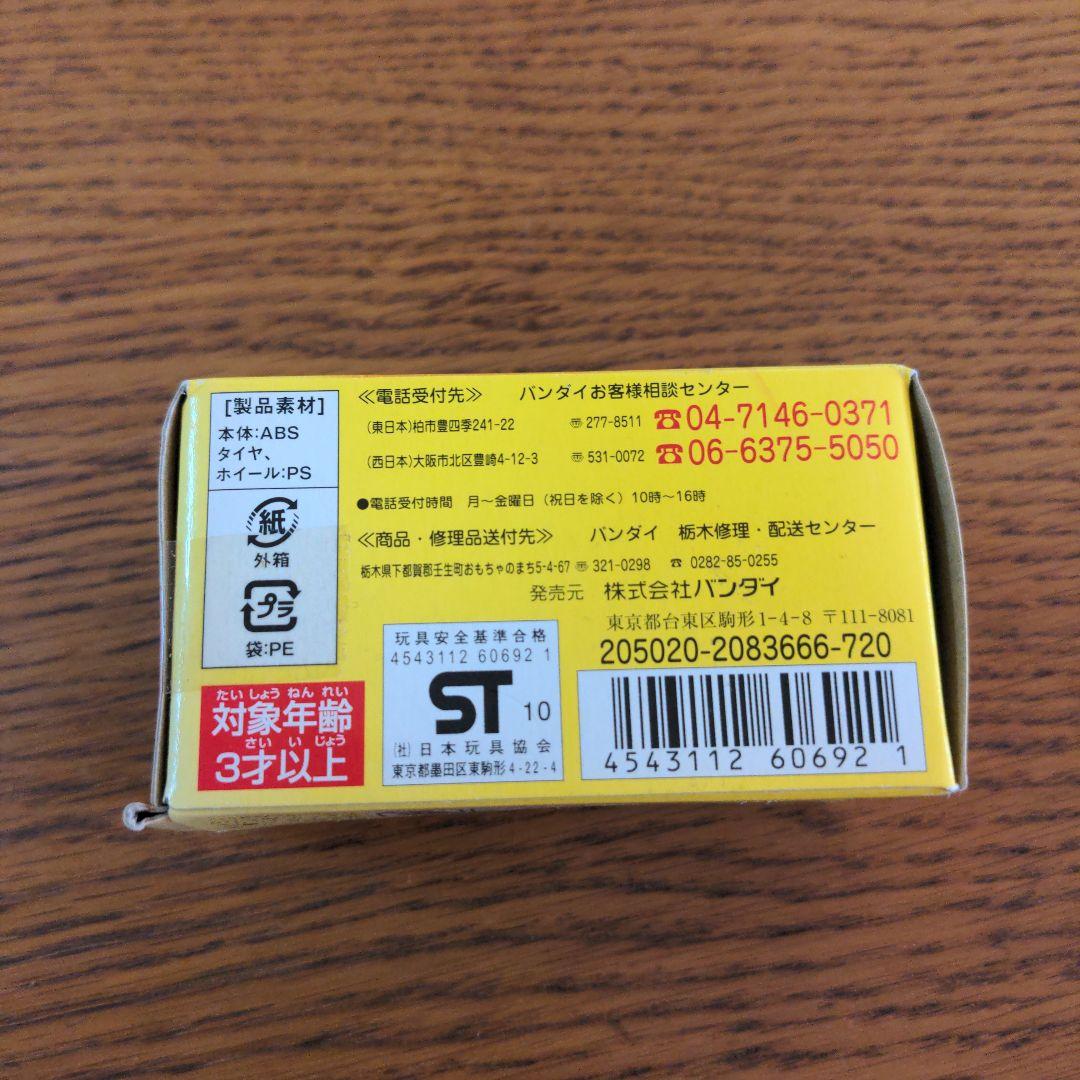 [製品素材]
本体:ABS
タイヤ、
ホイール:PS
紙
外箱
プラ
袋:PE
たいしょうねんれい
対象年齢
さいいじょう
3才以上
≪電話受付先≫ バンダイお客様相談センター
(東日本)柏市豊四季241-22 〒277-8511 ☎04-7146-0371
(西日本)大阪市北区豊崎4-12-3 〒531-0072 ☎06-6375-5050
●電話受付時間 月〜金曜日(祝日を除く)10時〜16時
≪商品・修理品送付先≫ バンダイ 栃木修理・配送センター
栃木県下都賀郡壬生町おもちゃのまち5-4-67 〒321-0298 ☎0282-85-0255
発売元 株式会社バンダイ
東京都台東区駒形1-4-8 〒111-8081
205020-2083666-720
玩具安全基準合格
4543112 60692 1
ST 10
(社)日本玩具協会
東京都墨田区東駒形4-22-4
4543112 60692 1